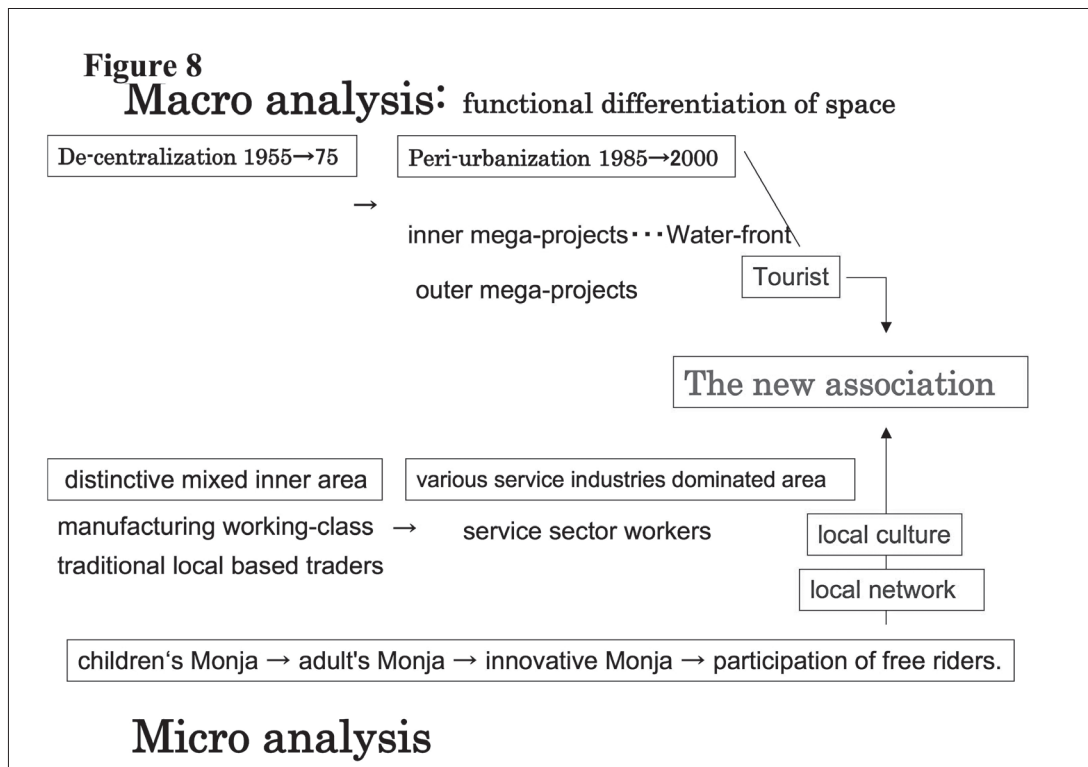 Figure 8
Macro analysis: functional differentiation of space
De-centralization 1955→75
Peri-urbanization 1985→2000
→
inner mega-projects･･･Water-front
outer mega-projects
Tourist
The new association
distinctive mixed inner area
various service industries dominated area
manufacturing working-class → service sector workers
traditional local based traders
local culture
local network
children‘s Monja → adult's Monja → innovative Monja → participation of free riders.
Micro analysis